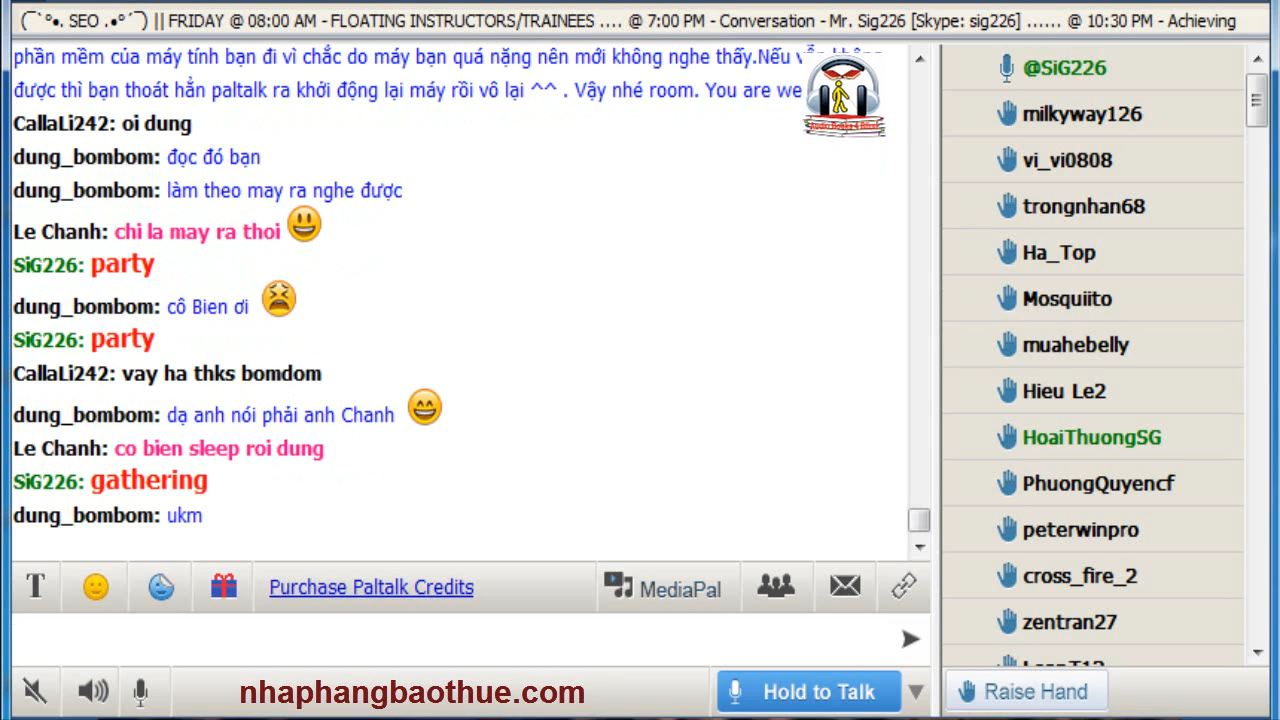 (¯`°•. SEO .•°´¯) || FRIDAY @ 08:00 AM - FLOATING INSTRUCTORS/TRAINEES .... @ 7:00 PM - Conversation - Mr. Sig226 [Skype: sig226] ...... @ 10:30 PM - Achieving
phần mềm của máy tính bạn đi vì chắc do máy bạn quá nặng nên mới không nghe thấy.Nếu vẫn không
được thì bạn thoát hẳn paltalk ra khởi động lại máy rồi vô lại ^^ . Vậy nhé room. You are we
CallaLi242: oi dung
dung_bombom: đọc đó bạn
dung_bombom: làm theo may ra nghe được
Le Chanh: chi la may ra thoi
SiG226: party
dung_bombom: cô Bien ơi
SiG226: party
CallaLi242: vay ha thks bomdom
dung_bombom: dạ anh nói phải anh Chanh
Le Chanh: co bien sleep roi dung
SiG226: gathering
dung_bombom: ukm
T
Purchase Paltalk Credits
MediaPal
nhaphangbaothue.com
Hold to Talk
@SiG226
milkyway126
vi_vi0808
trongnhan68
Ha_Top
Mosquiito
muahebelly
Hieu Le2
HoaiThuongSG
PhuongQuyencf
peterwinpro
cross_fire_2
zentran27
Raise Hand